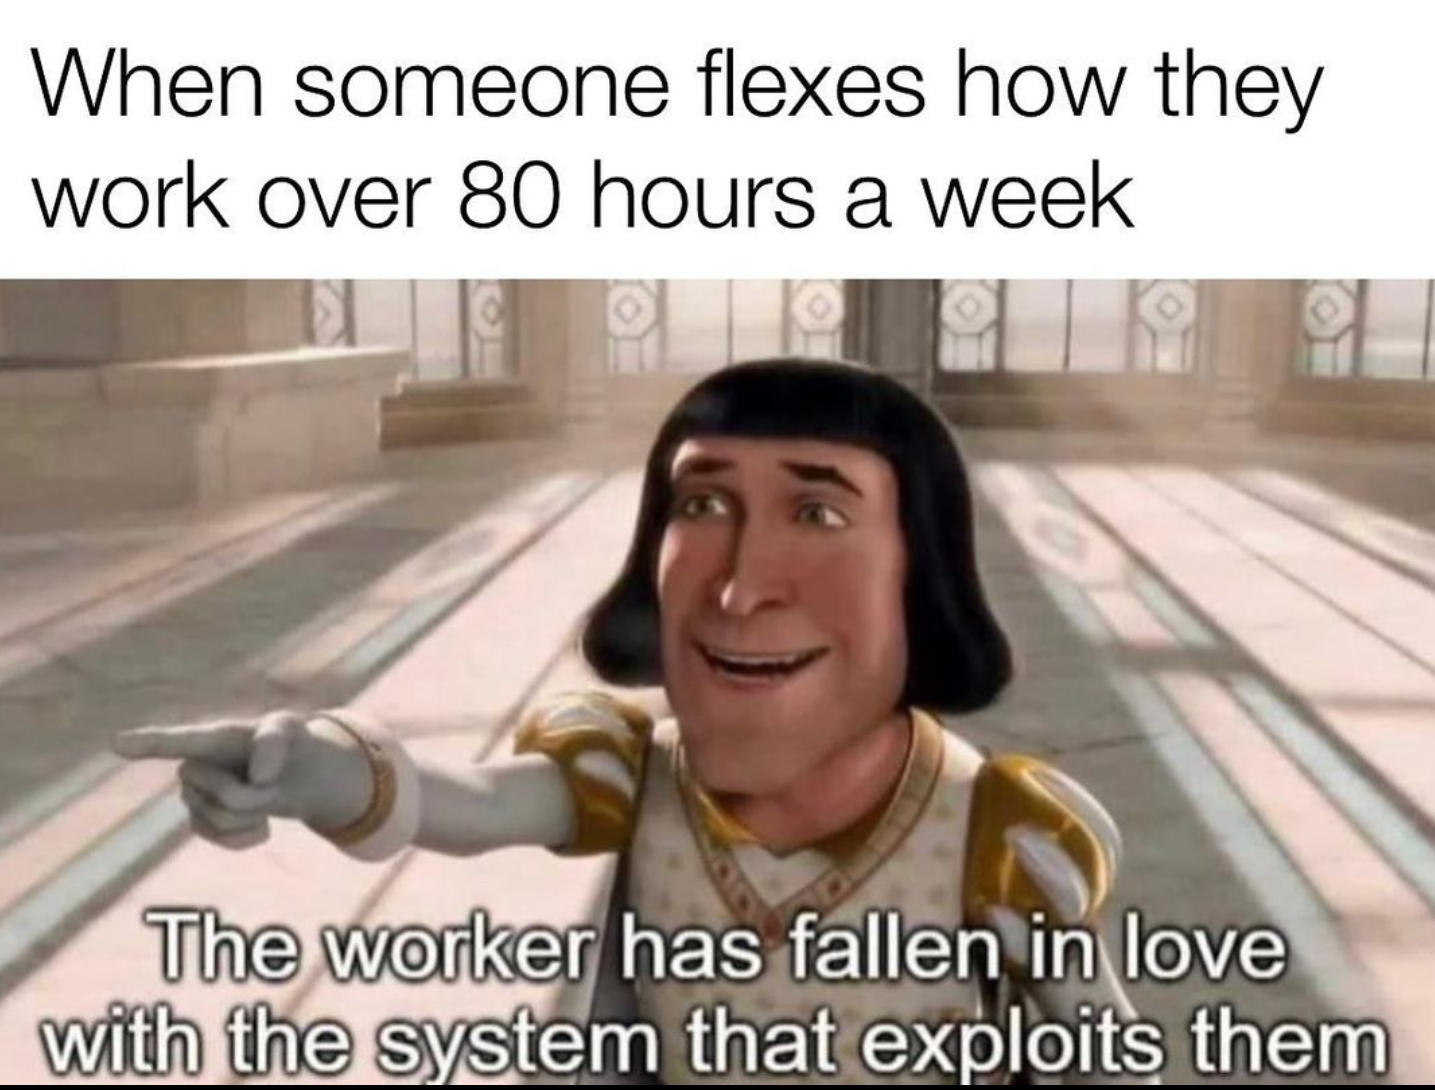 When someone flexes how they
work over 80 hours a week
The worker has fallen in love
with the system that exploits them